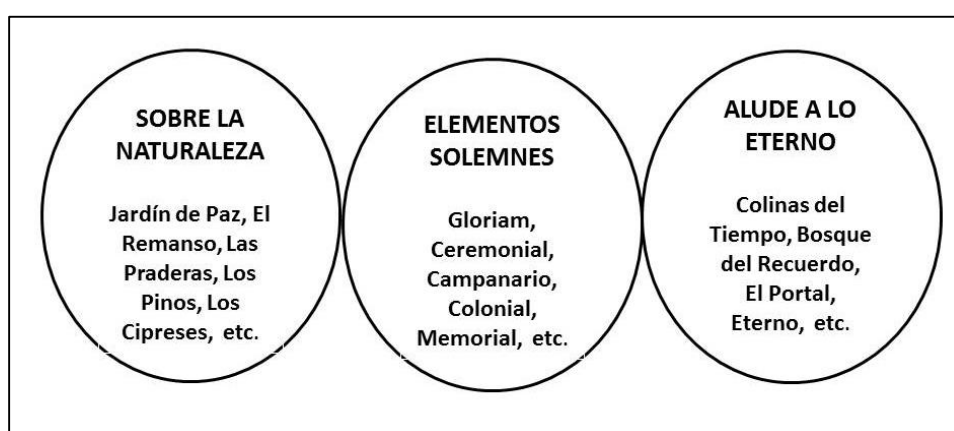 SOBRE LA
NATURALEZA
Jardín de Paz, El
Remanso, Las
Praderas, Los
Pinos, Los
Cipreses, etc.
ELEMENTOS
SOLEMNES
Gloriam,
Ceremonial,
Campanario,
Colonial,
Memorial, etc.
ALUDE A LO
ETERNO
Colinas del
Tiempo, Bosque
del Recuerdo,
El Portal,
Eterno, etc.